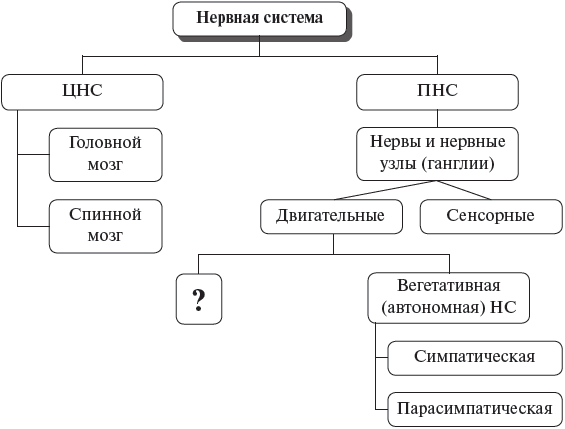 Нервная система
ЦНС
ПНС
Головной
мозг
Нервы и нервные
узлы (ганглии)
Спинной
мозг
Двигательные
Сенсорные
?
Вегетативная
(автономная) НС
Симпатическая
Парасимпатическая